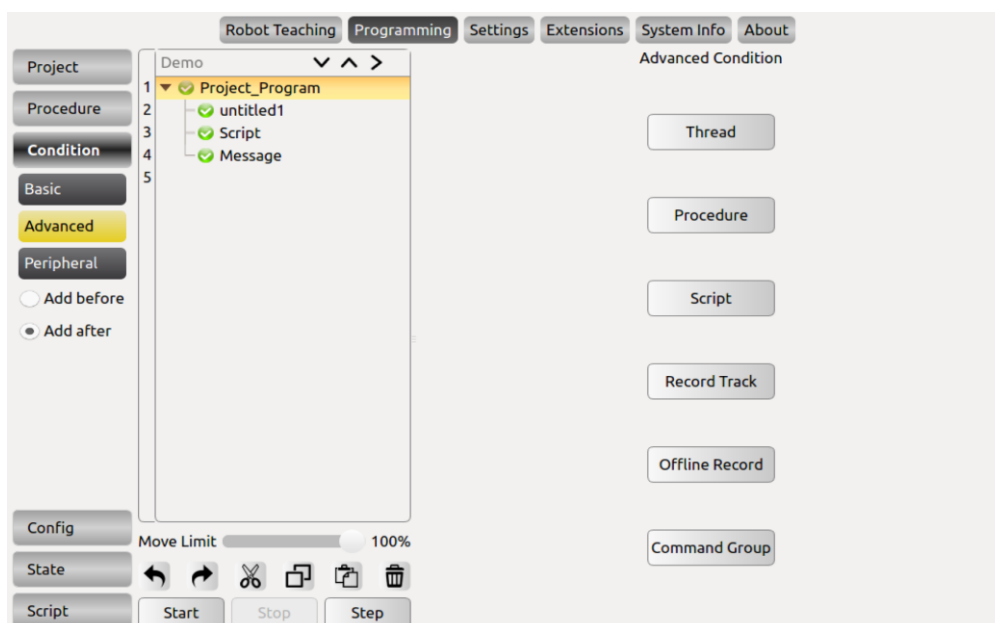 Robot Teaching Programming Settings Extensions System Info About
Project
Procedure
Condition
Basic
Advanced
Peripheral
Add before
Add after
Config
State
Script
Demo
1 Project_Program
2 untitled1
3 Script
4 Message
5
Move Limit 100%
Start Stop Step
Advanced Condition
Thread
Procedure
Script
Record Track
Offline Record
Command Group